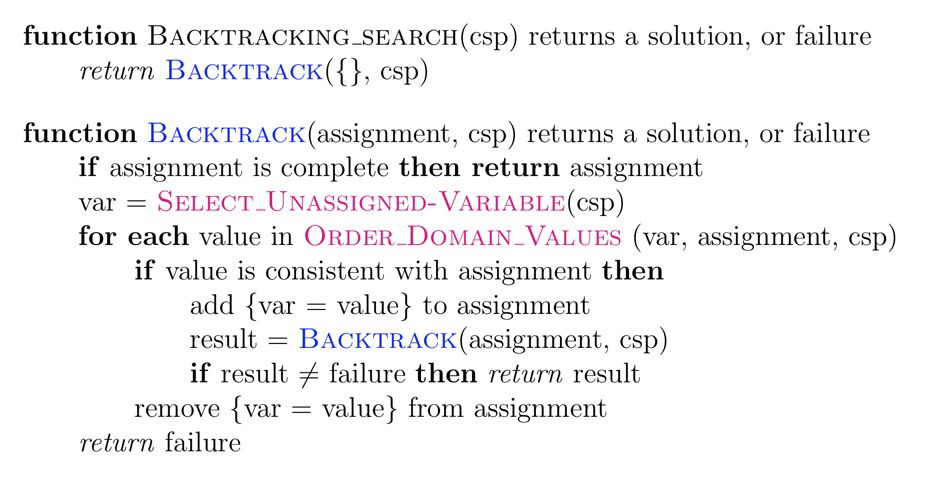 function BACKTRACKING_SEARCH(csp) returns a solution, or failure
return BACKTRACK({}, csp)
function BACKTRACK(assignment, csp) returns a solution, or failure
if assignment is complete then return assignment
var = SELECT_UNASSIGNED-VARIABLE(csp)
for each value in ORDER_DOMAIN_VALUES (var, assignment, csp)
if value is consistent with assignment then
add {var = value} to assignment
result = BACKTRACK(assignment, csp)
if result ≠ failure then return result
remove {var = value} from assignment
return failure